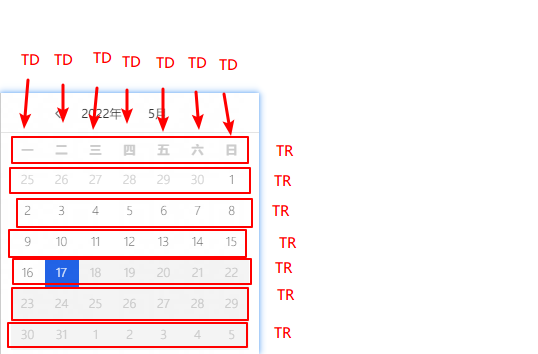 TD TD TD TD TD TD TD
2022年 5月
一 二 三 四 五 六 日 TR
25 26 27 28 29 30 1 TR
2 3 4 5 6 7 8 TR
9 10 11 12 13 14 15 TR
16 17 18 19 20 21 22 TR
23 24 25 26 27 28 29 TR
30 31 1 2 3 4 5 TR